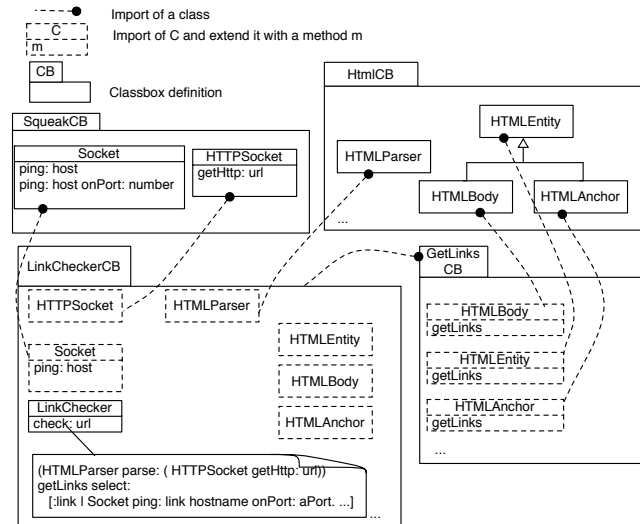 Import of a class
C
m
Import of C and extend it with a method m
CB
Classbox definition
HtmlCB
HTMLEntity
HTMLParser
HTMLBody
HTMLAnchor
...
SqueakCB
Socket
ping: host
ping: host onPort: number
HTTPSocket
getHttp: url
LinkCheckerCB
HTTPSocket
HTMLParser
HTMLEntity
Socket
ping: host
HTMLBody
LinkChecker
check: url
HTMLAnchor
(HTMLParser parse: ( HTTPSocket getHttp: url))
getLinks select:
[:link | Socket ping: link hostname onPort: aPort. ...]
...
GetLinks
CB
HTMLBody
getLinks
HTMLEntity
getLinks
HTMLAnchor
getLinks
...